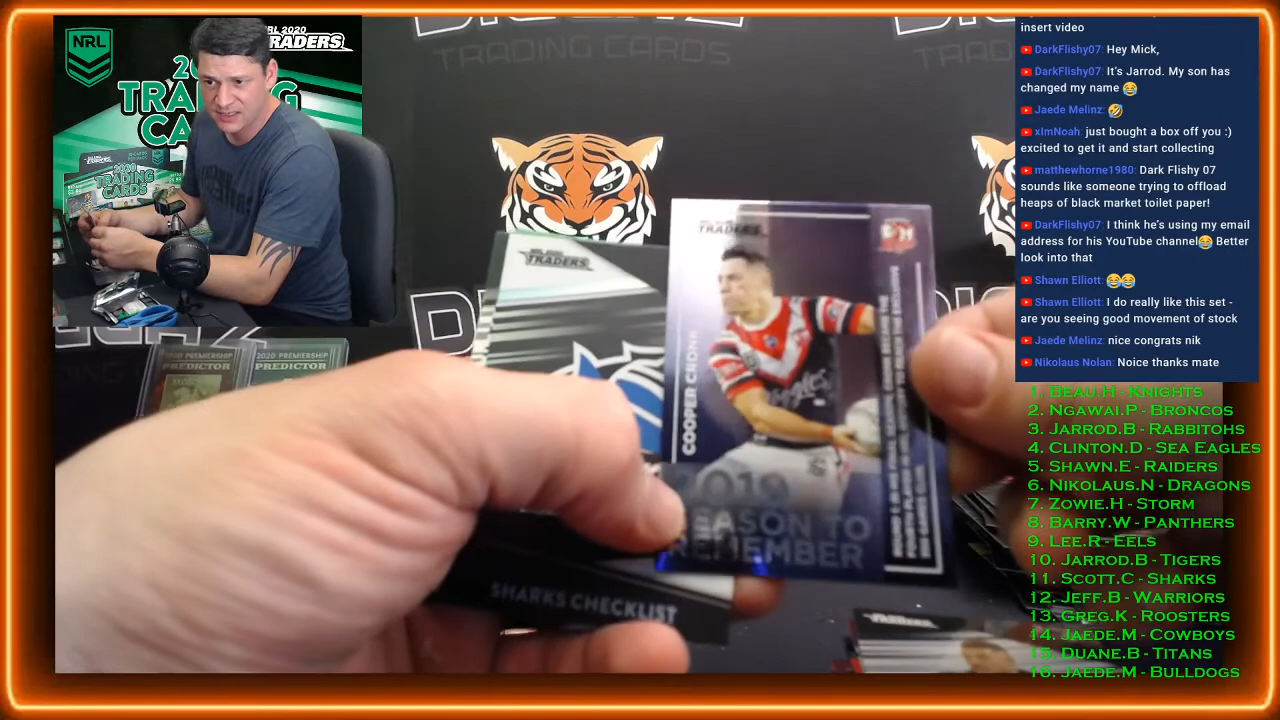 insert video
DarkFlishy07: Hey Mick,
DarkFlishy07: It's Jarrod. My son has
changed my name 😂
Jaede Melinz: 🤣
xImNoah: just bought a box off you :)
excited to get it and start collecting
matthewhorne1980: Dark Flishy 07
sounds like someone trying to offload
heaps of black market toilet paper!
DarkFlishy07: I think he's using my email
address for his YouTube channel😂 Better
look into that
Shawn Elliott: 😂😂
Shawn Elliott: I do really like this set -
are you seeing good movement of stock
Jaede Melinz: nice congrats nik
Nikolaus Nolan: Noice thanks mate
1. Beau.H - Knights
2. Ngawai.P - Broncos
3. Jarrod.B - Rabbitohs
4. Clinton.D - Sea Eagles
5. Shawn.E - Raiders
6. Nikolaus.N - Dragons
7. Zowie.H - Storm
8. Barry.W - Panthers
9. Lee.R - Eels
10. Jarrod.B - Tigers
11. Scott.C - Sharks
12. Jeff.B - Warriors
13. Greg.K - Roosters
14. Jaede.M - Cowboys
15. Duane.B - Titans
16. Jaede.M - Bulldogs
NRL
2020
TRADERS
2020
TRADING CARDS
TRADING CARDS
TRADERS
TRADERS
COOPER CRONK
2019
SEASON TO
REMEMBER
SHARKS CHECKLIST
2020 PREMIERSHIP
PREDICTOR
2020 PREMIERSHIP
PREDICTOR